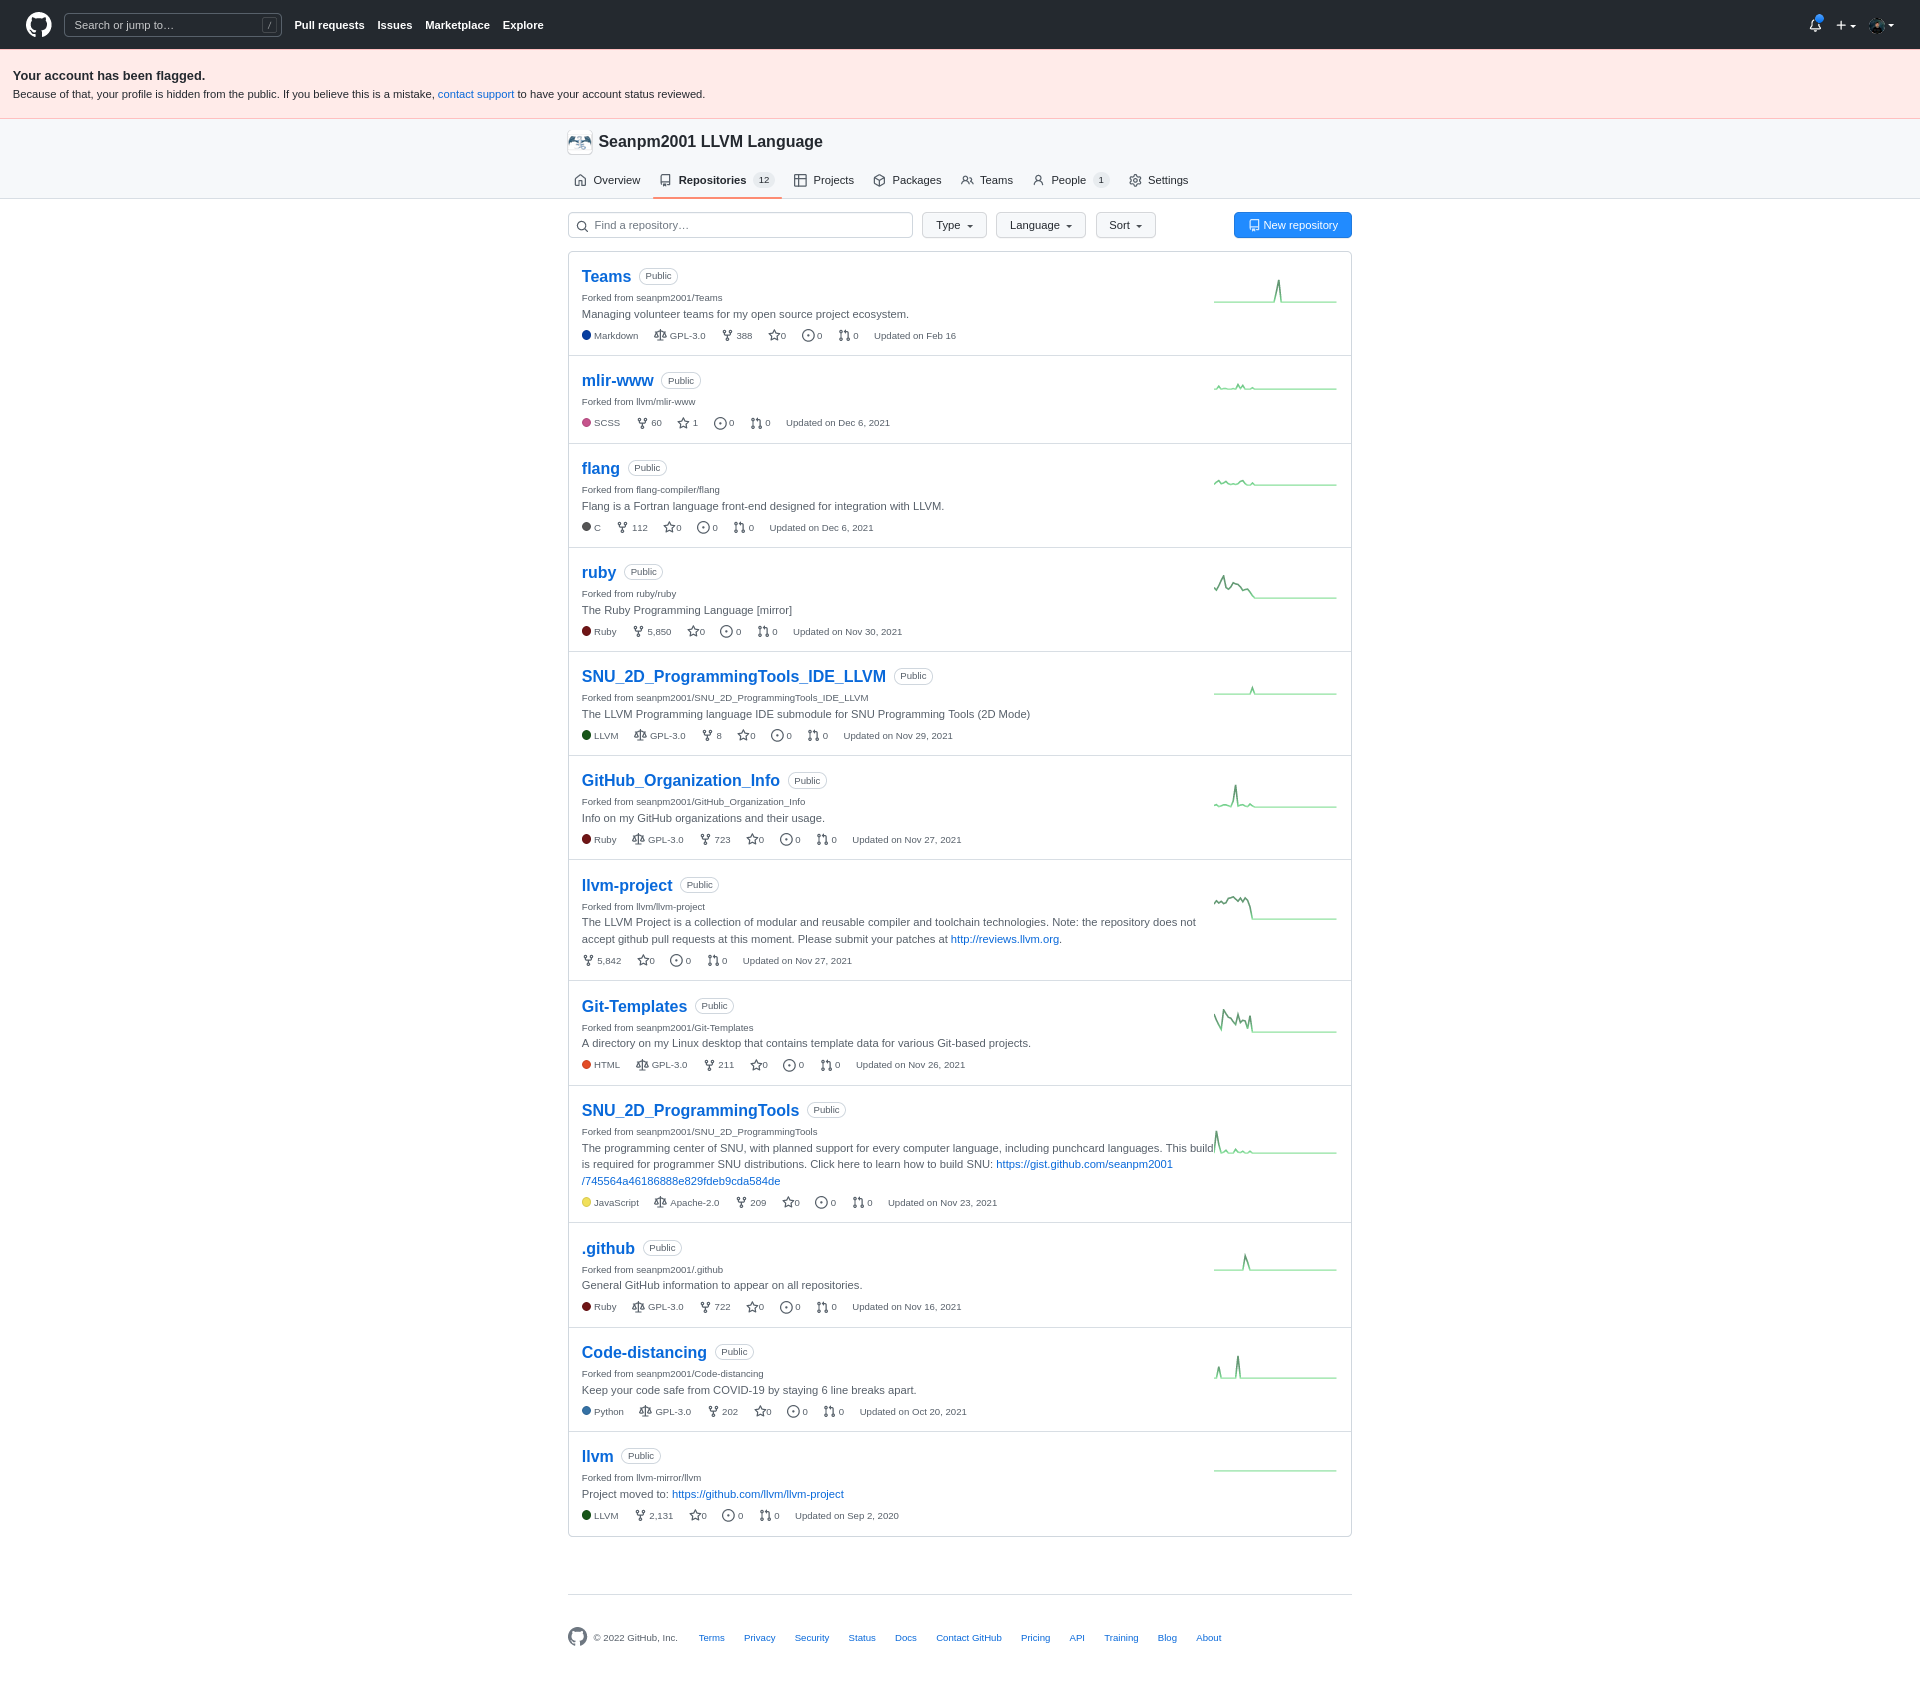 Search or jump to… /
Pull requests Issues Marketplace Explore
Your account has been flagged.
Because of that, your profile is hidden from the public. If you believe this is a mistake, contact support to have your account status reviewed.
Seanpm2001 LLVM Language
Overview Repositories 12 Projects Packages Teams People 1 Settings
Find a repository… Type Language Sort New repository
Teams Public
Forked from seanpm2001/Teams
Managing volunteer teams for my open source project ecosystem.
Markdown GPL-3.0 388 0 0 0 Updated on Feb 16
mlir-www Public
Forked from llvm/mlir-www
SCSS 60 1 0 0 Updated on Dec 6, 2021
flang Public
Forked from flang-compiler/flang
Flang is a Fortran language front-end designed for integration with LLVM.
C 112 0 0 0 Updated on Dec 6, 2021
ruby Public
Forked from ruby/ruby
The Ruby Programming Language [mirror]
Ruby 5,850 0 0 0 Updated on Nov 30, 2021
SNU_2D_ProgrammingTools_IDE_LLVM Public
Forked from seanpm2001/SNU_2D_ProgrammingTools_IDE_LLVM
The LLVM Programming language IDE submodule for SNU Programming Tools (2D Mode)
LLVM GPL-3.0 8 0 0 0 Updated on Nov 29, 2021
GitHub_Organization_Info Public
Forked from seanpm2001/GitHub_Organization_Info
Info on my GitHub organizations and their usage.
Ruby GPL-3.0 723 0 0 0 Updated on Nov 27, 2021
llvm-project Public
Forked from llvm/llvm-project
The LLVM Project is a collection of modular and reusable compiler and toolchain technologies. Note: the repository does not
accept github pull requests at this moment. Please submit your patches at http://reviews.llvm.org.
5,842 0 0 0 Updated on Nov 27, 2021
Git-Templates Public
Forked from seanpm2001/Git-Templates
A directory on my Linux desktop that contains template data for various Git-based projects.
HTML GPL-3.0 211 0 0 0 Updated on Nov 26, 2021
SNU_2D_ProgrammingTools Public
Forked from seanpm2001/SNU_2D_ProgrammingTools
The programming center of SNU, with planned support for every computer language, including punchcard languages. This build
is required for programmer SNU distributions. Click here to learn how to build SNU: https://gist.github.com/seanpm2001
/745564a46186888e829fdeb9cda584de
JavaScript Apache-2.0 209 0 0 0 Updated on Nov 23, 2021
.github Public
Forked from seanpm2001/.github
General GitHub information to appear on all repositories.
Ruby GPL-3.0 722 0 0 0 Updated on Nov 16, 2021
Code-distancing Public
Forked from seanpm2001/Code-distancing
Keep your code safe from COVID-19 by staying 6 line breaks apart.
Python GPL-3.0 202 0 0 0 Updated on Oct 20, 2021
llvm Public
Forked from llvm-mirror/llvm
Project moved to: https://github.com/llvm/llvm-project
LLVM 2,131 0 0 0 Updated on Sep 2, 2020
© 2022 GitHub, Inc. Terms Privacy Security Status Docs Contact GitHub Pricing API Training Blog About